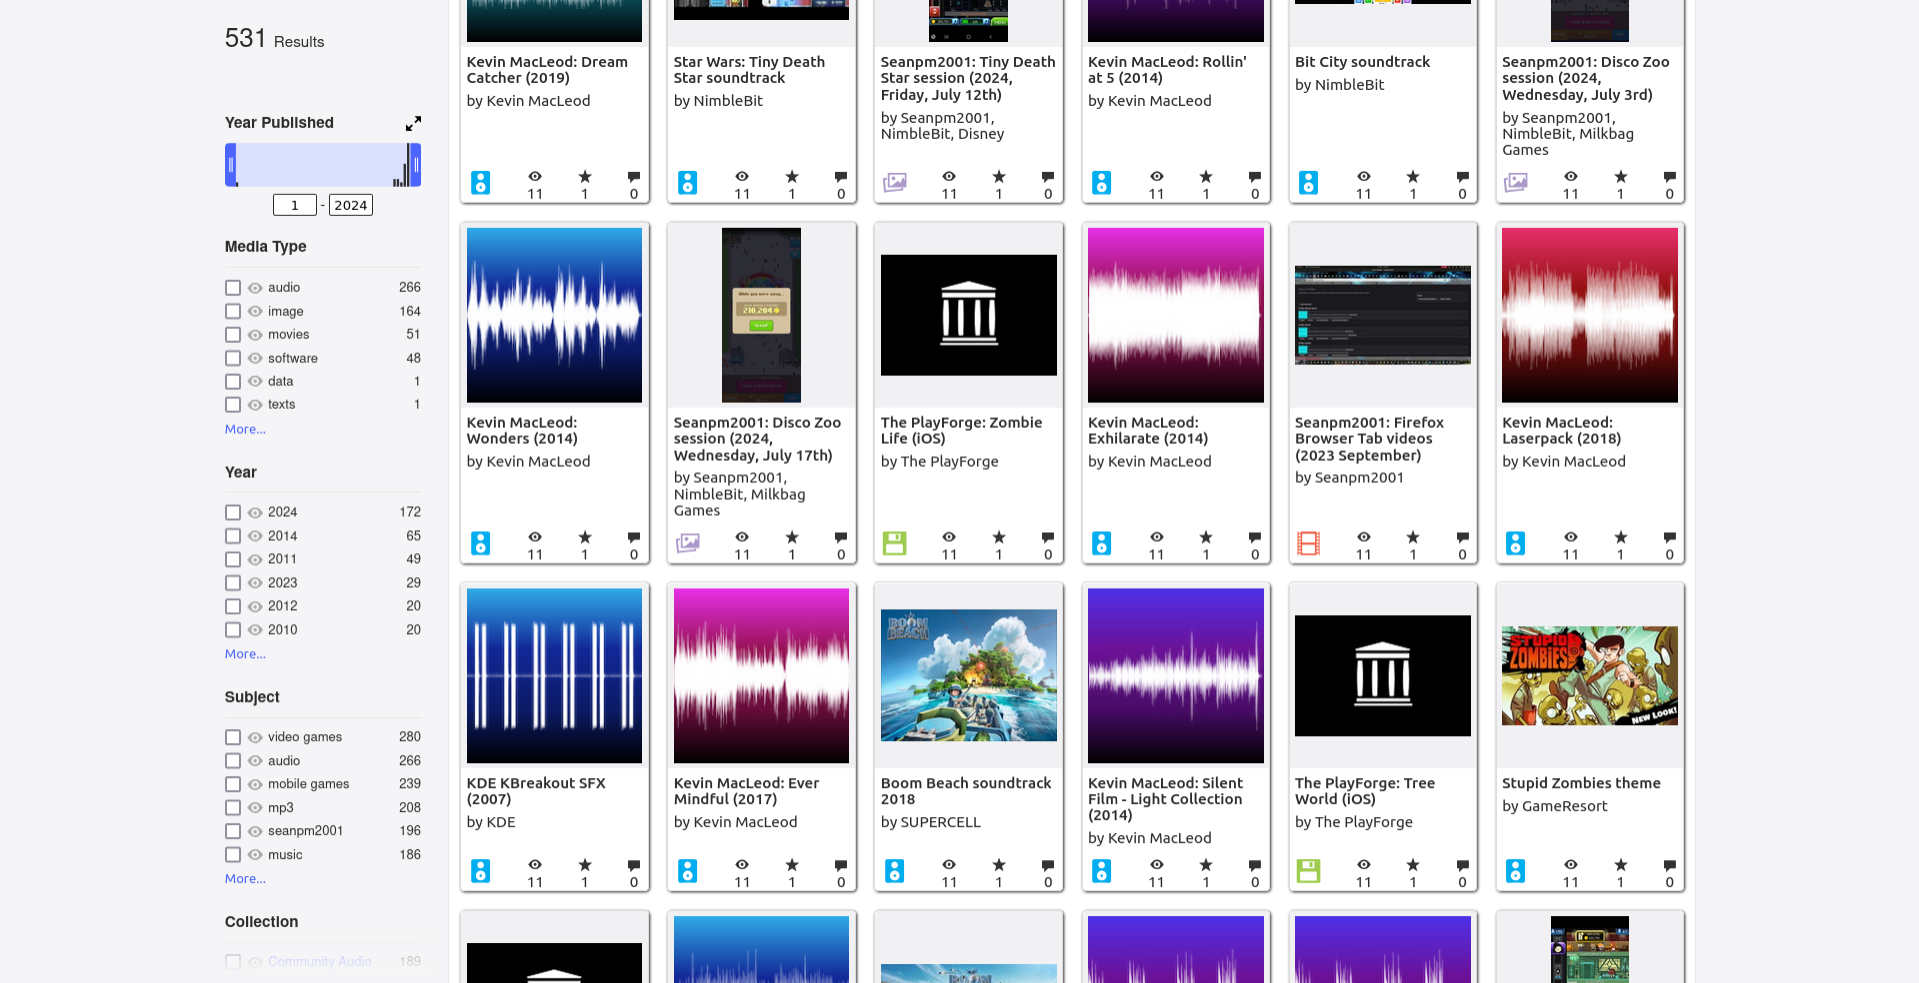 531 Results
Year Published
1 - 2024
Media Type
audio 266
image 164
movies 51
software 48
data 1
texts 1
More...
Year
2024 172
2014 65
2011 49
2023 29
2012 20
2010 20
More...
Subject
video games 280
audio 266
mobile games 239
mp3 208
seanpm2001 196
music 186
More...
Collection
Community Audio 189
Kevin MacLeod: Dream
Catcher (2019)
by Kevin MacLeod
11 1 0
Star Wars: Tiny Death
Star soundtrack
by NimbleBit
11 1 0
Seanpm2001: Tiny Death
Star session (2024,
Friday, July 12th)
by Seanpm2001,
NimbleBit, Disney
11 1 0
Kevin MacLeod: Rollin'
at 5 (2014)
by Kevin MacLeod
11 1 0
Bit City soundtrack
by NimbleBit
11 1 0
Seanpm2001: Disco Zoo
session (2024,
Wednesday, July 3rd)
by Seanpm2001,
NimbleBit, Milkbag
Games
11 1 0
Kevin MacLeod:
Wonders (2014)
by Kevin MacLeod
11 1 0
While you were away...
210,204
Seanpm2001: Disco Zoo
session (2024,
Wednesday, July 17th)
by Seanpm2001,
NimbleBit, Milkbag
Games
11 1 0
The PlayForge: Zombie
Life (iOS)
by The PlayForge
11 1 0
Kevin MacLeod:
Exhilarate (2014)
by Kevin MacLeod
11 1 0
Seanpm2001: Firefox
Browser Tab videos
(2023 September)
by Seanpm2001
11 1 0
Kevin MacLeod:
Laserpack (2018)
by Kevin MacLeod
11 1 0
KDE KBreakout SFX
(2007)
by KDE
11 1 0
Kevin MacLeod: Ever
Mindful (2017)
by Kevin MacLeod
11 1 0
BOOM
BEACH
Boom Beach soundtrack
2018
by SUPERCELL
11 1 0
Kevin MacLeod: Silent
Film - Light Collection
(2014)
by Kevin MacLeod
11 1 0
The PlayForge: Tree
World (iOS)
by The PlayForge
11 1 0
STUPID
ZOMBIES
NEW LOOK!
Stupid Zombies theme
by GameResort
11 1 0